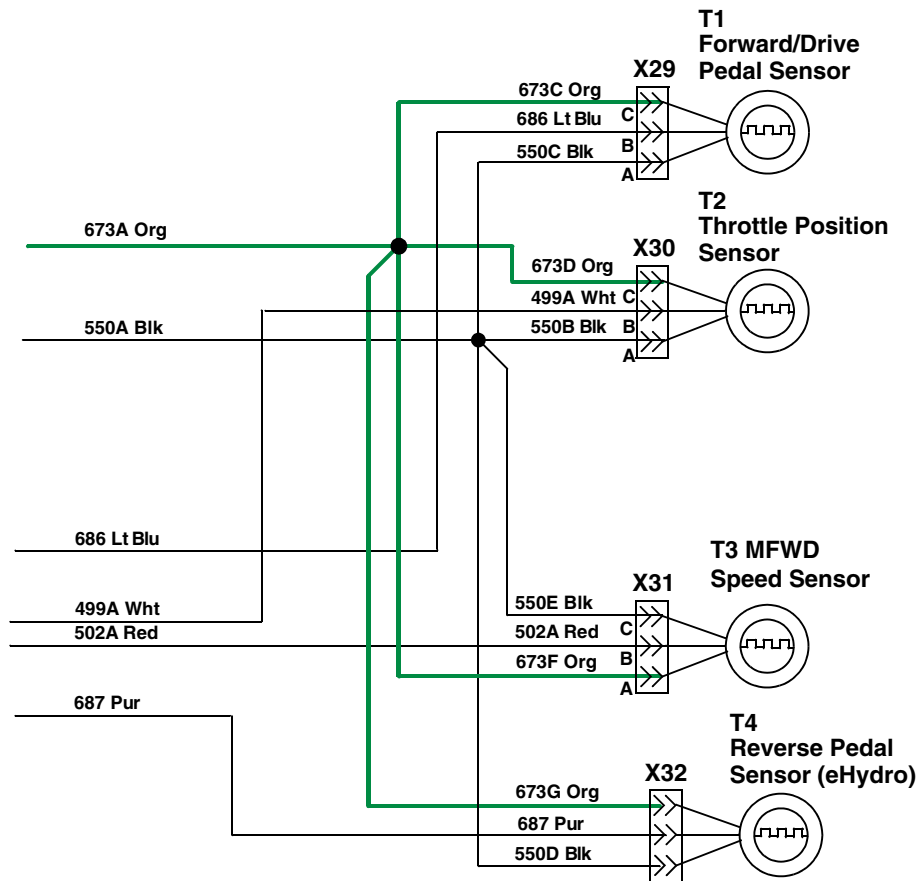 T1
Forward/Drive
Pedal Sensor
X29
673C Org
C
686 Lt Blu
B
550C Blk
A
T2
Throttle Position
Sensor
X30
673A Org
673D Org
C
499A Wht
B
550A Blk
550B Blk
A
686 Lt Blu
T3 MFWD
Speed Sensor
X31
499A Wht
550E Blk
C
502A Red
502A Red
B
673F Org
A
687 Pur
T4
Reverse Pedal
Sensor (eHydro)
X32
673G Org
687 Pur
550D Blk